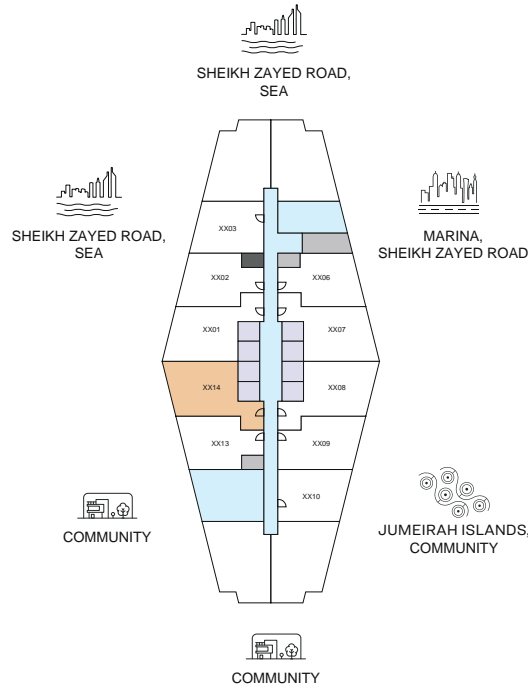 SHEIKH ZAYED ROAD,
SEA
SHEIKH ZAYED ROAD,
SEA
MARINA,
SHEIKH ZAYED ROAD
XX03
XX02
XX06
XX01
XX07
XX14
XX08
XX13
XX09
XX10
COMMUNITY
JUMEIRAH ISLANDS,
COMMUNITY
COMMUNITY